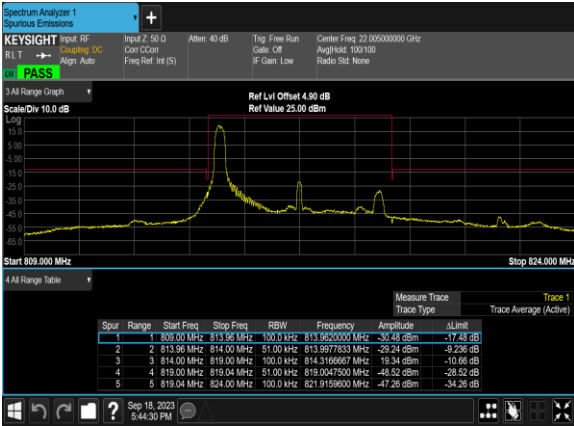 Spectrum Analyzer 1
Spurious Emissions
+
KEYSIGHT Input: RF Input Z: 50 Ω Atten: 40 dB Trig: Free Run Center Freq: 22.005000000 GHz
RLT Coupling: DC Corr CCorr Gate: Off Avg|Hold: 100/100
Align: Auto Freq Ref: Int (S) IF Gain: Low Radio Std: None
LW PASS
3 All Range Graph
Ref Lvl Offset 4.90 dB
Scale/Div 10.0 dB Ref Value 25.00 dBm
Log
15.0
5.00
-5.00
-15.0
-25.0
-35.0
-45.0
-55.0
-65.0
Start 809.000 MHz Stop 824.000 MHz
4 All Range Table
Measure Trace Trace 1
Trace Type Trace Average (Active)
Spur Range Start Freq Stop Freq RBW Frequency Amplitude ΔLimit
1 1 809.00 MHz 813.96 MHz 100.0 kHz 813.9620000 MHz -30.48 dBm -17.48 dB
2 2 813.96 MHz 814.00 MHz 51.00 kHz 813.9977833 MHz -29.24 dBm -9.236 dB
3 3 814.00 MHz 819.00 MHz 100.0 kHz 814.3166667 MHz 19.34 dBm -10.66 dB
4 4 819.00 MHz 819.04 MHz 51.00 kHz 819.0047500 MHz -48.52 dBm -28.52 dB
5 5 819.04 MHz 824.00 MHz 100.0 kHz 821.9159600 MHz -47.26 dBm -34.26 dB
? Sep 18, 2023
5:44:30 PM